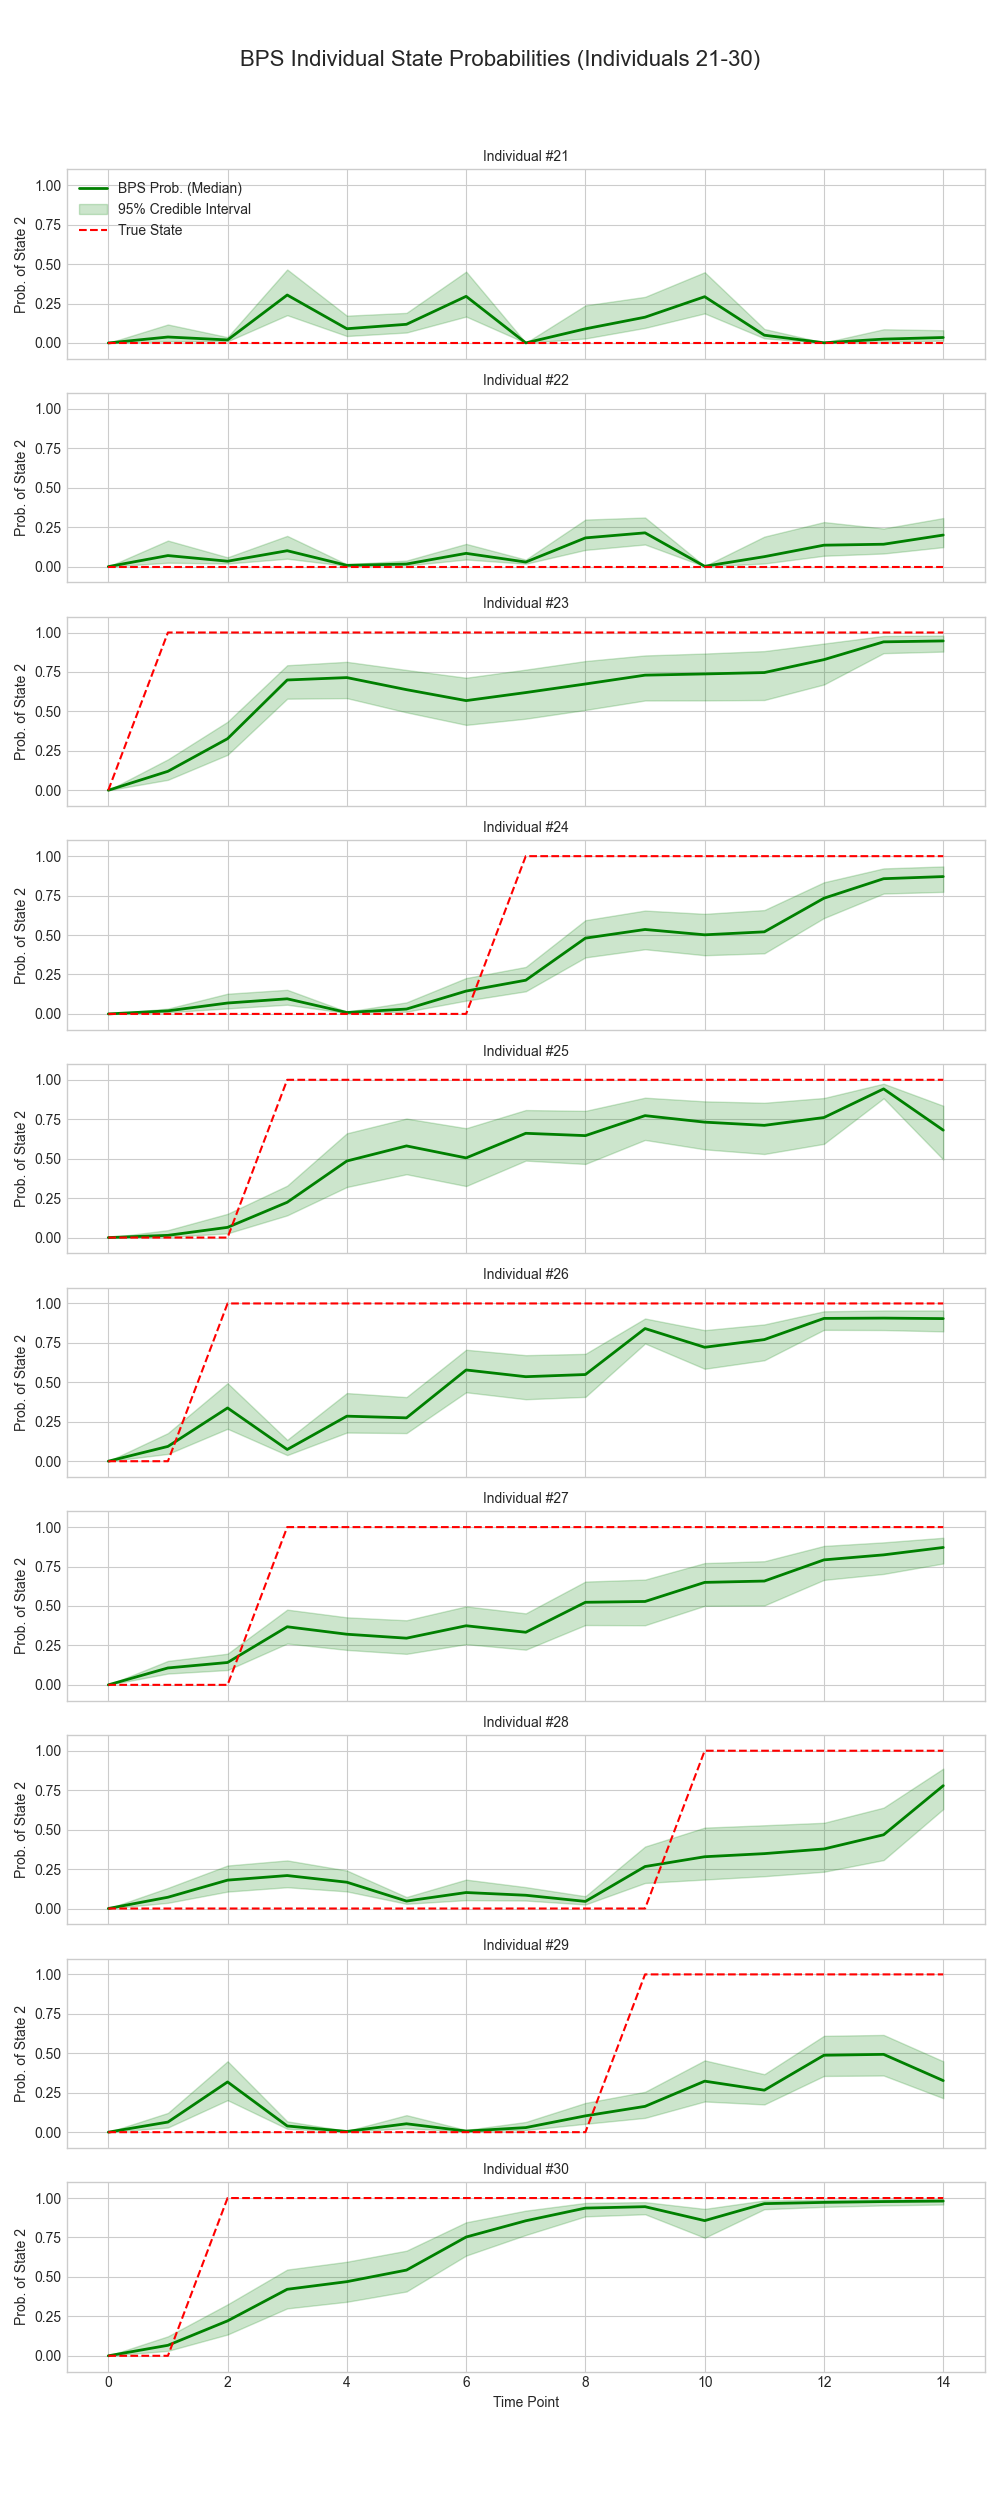 BPS Individual State Probabilities (Individuals 21-30)
Individual #21
1.00
0.75
0.50
0.25
0.00
Prob. of State 2
BPS Prob. (Median)
95% Credible Interval
True State
Individual #22
1.00
0.75
0.50
0.25
0.00
Prob. of State 2
Individual #23
1.00
0.75
0.50
0.25
0.00
Prob. of State 2
Individual #24
1.00
0.75
0.50
0.25
0.00
Prob. of State 2
Individual #25
1.00
0.75
0.50
0.25
0.00
Prob. of State 2
Individual #26
1.00
0.75
0.50
0.25
0.00
Prob. of State 2
Individual #27
1.00
0.75
0.50
0.25
0.00
Prob. of State 2
Individual #28
1.00
0.75
0.50
0.25
0.00
Prob. of State 2
Individual #29
1.00
0.75
0.50
0.25
0.00
Prob. of State 2
Individual #30
1.00
0.75
0.50
0.25
0.00
Prob. of State 2
0 2 4 6 8 10 12 14
Time Point